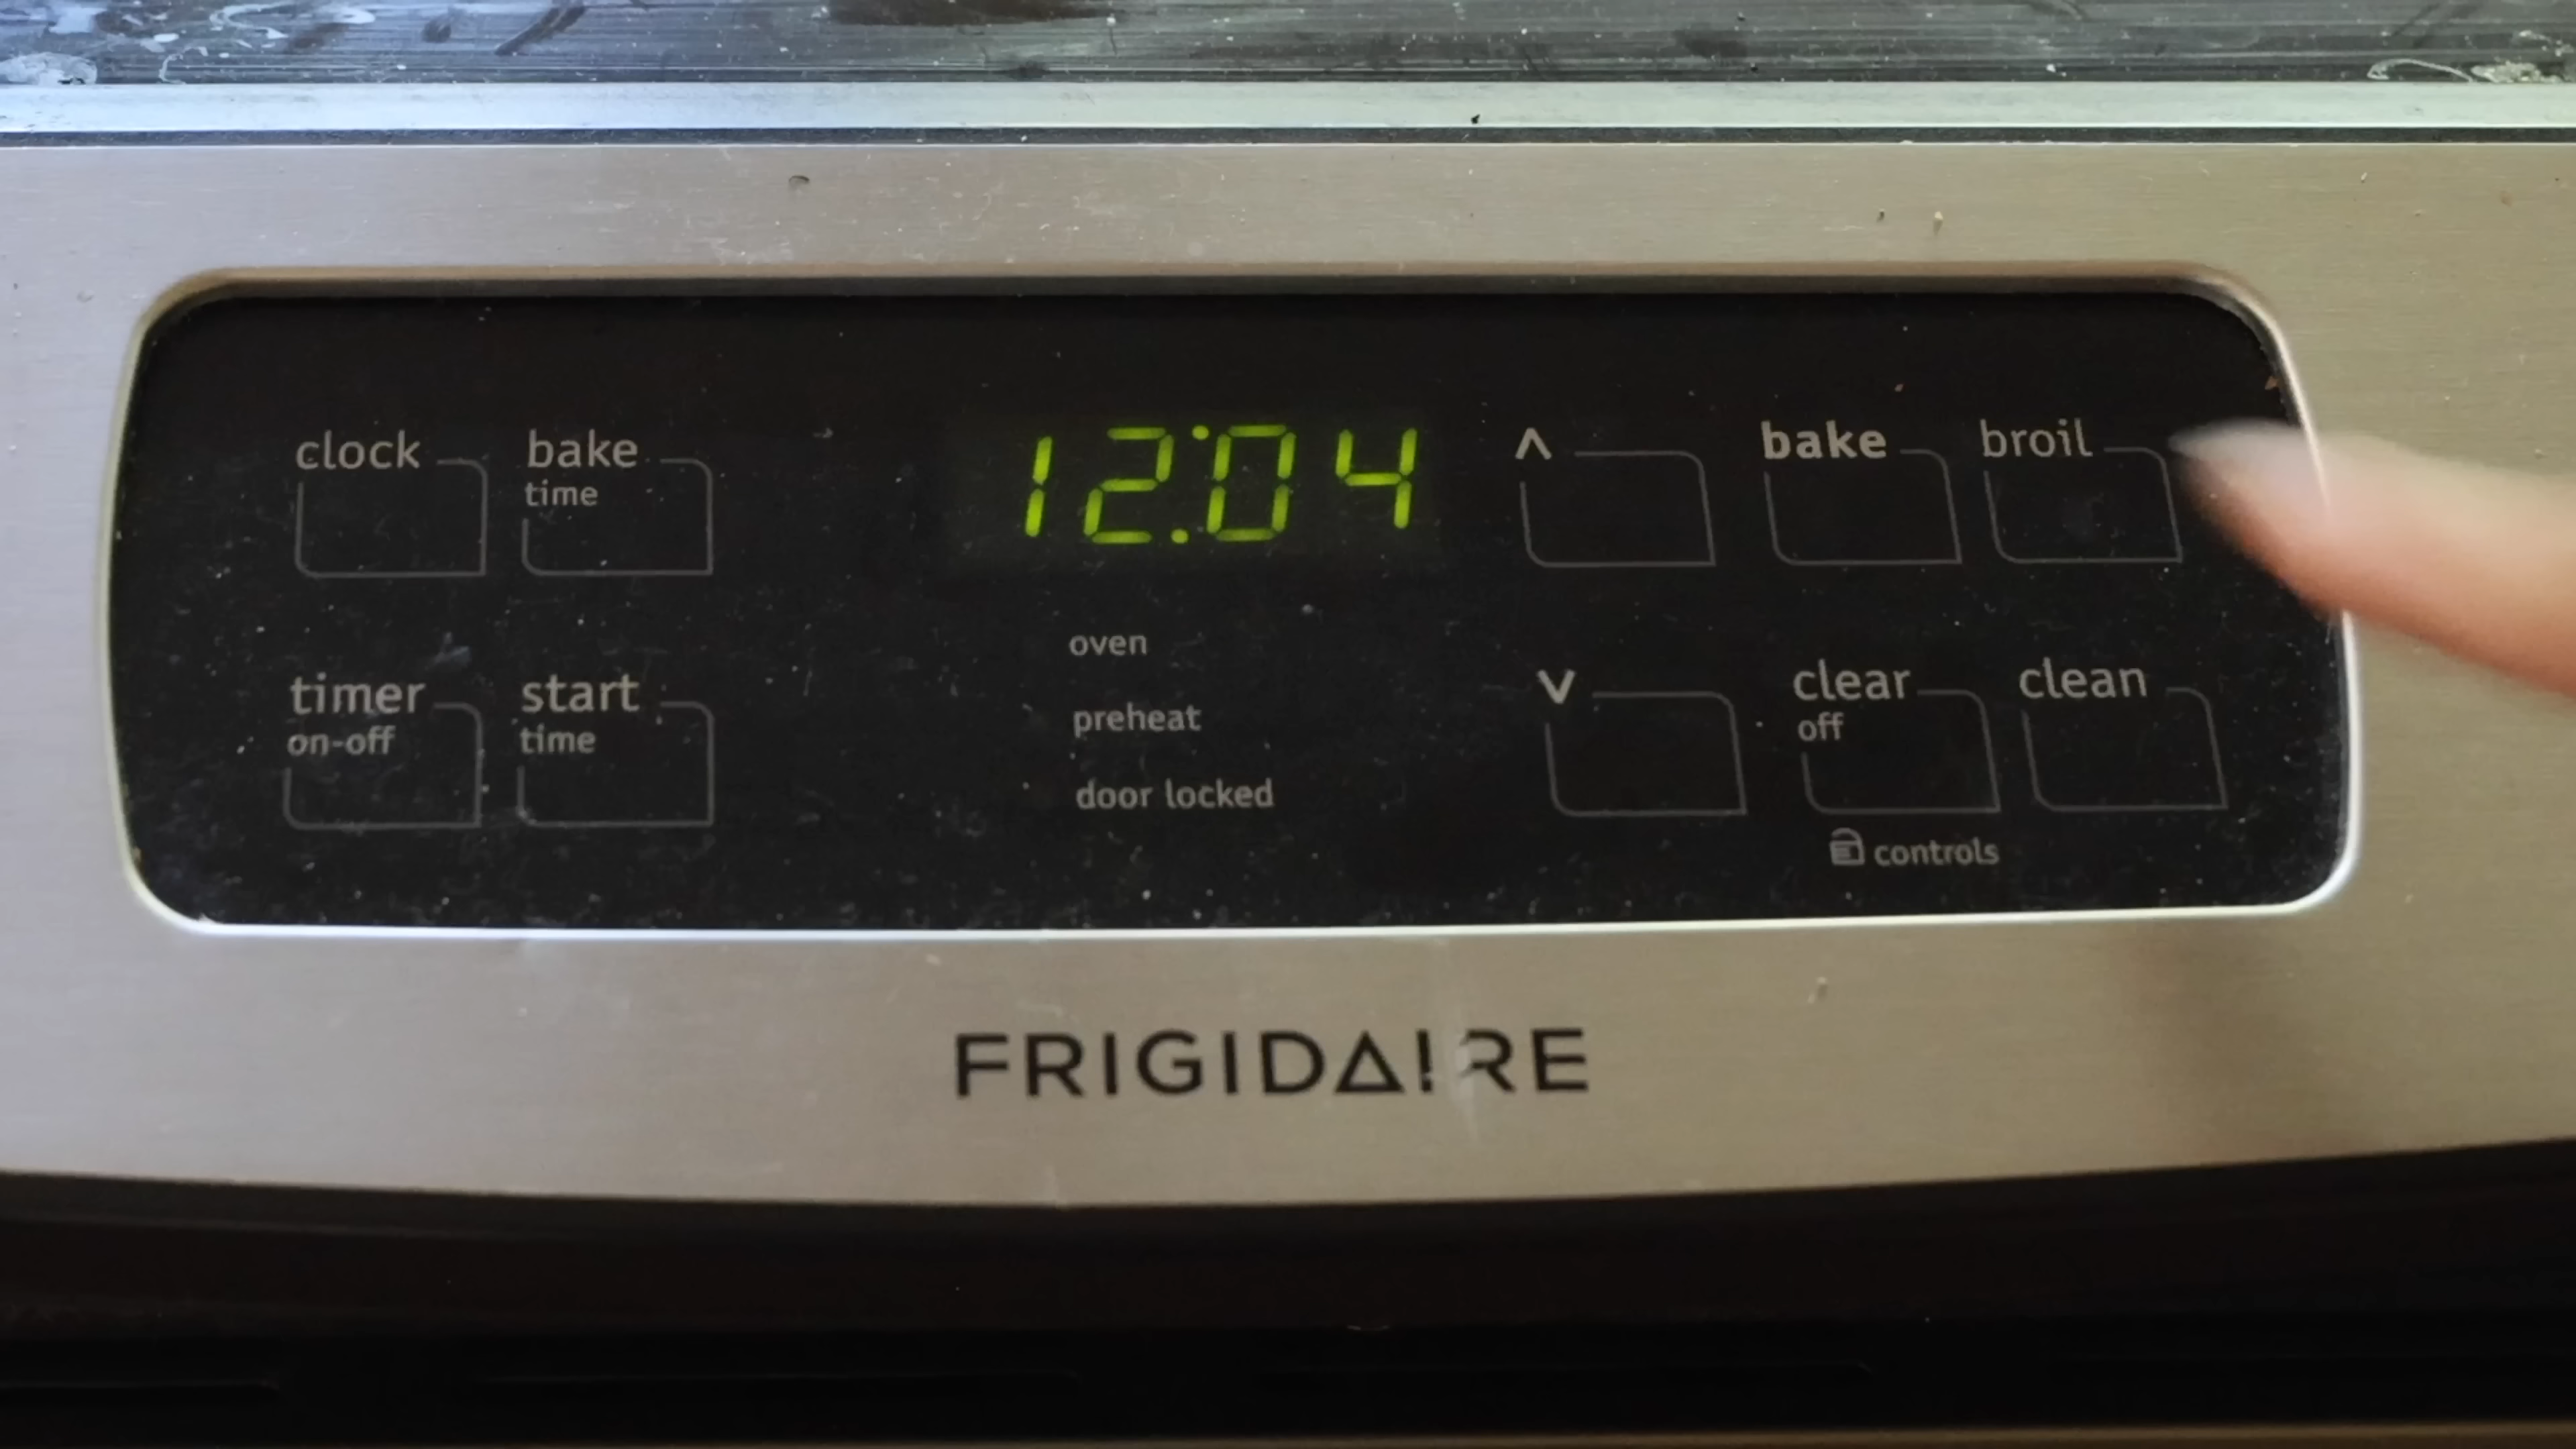 clock
bake
time
12:04
^
bake
broil
oven
preheat
door locked
timer
on-off
start
time
v
clear
off
clean
controls
FRIGIDAIRE